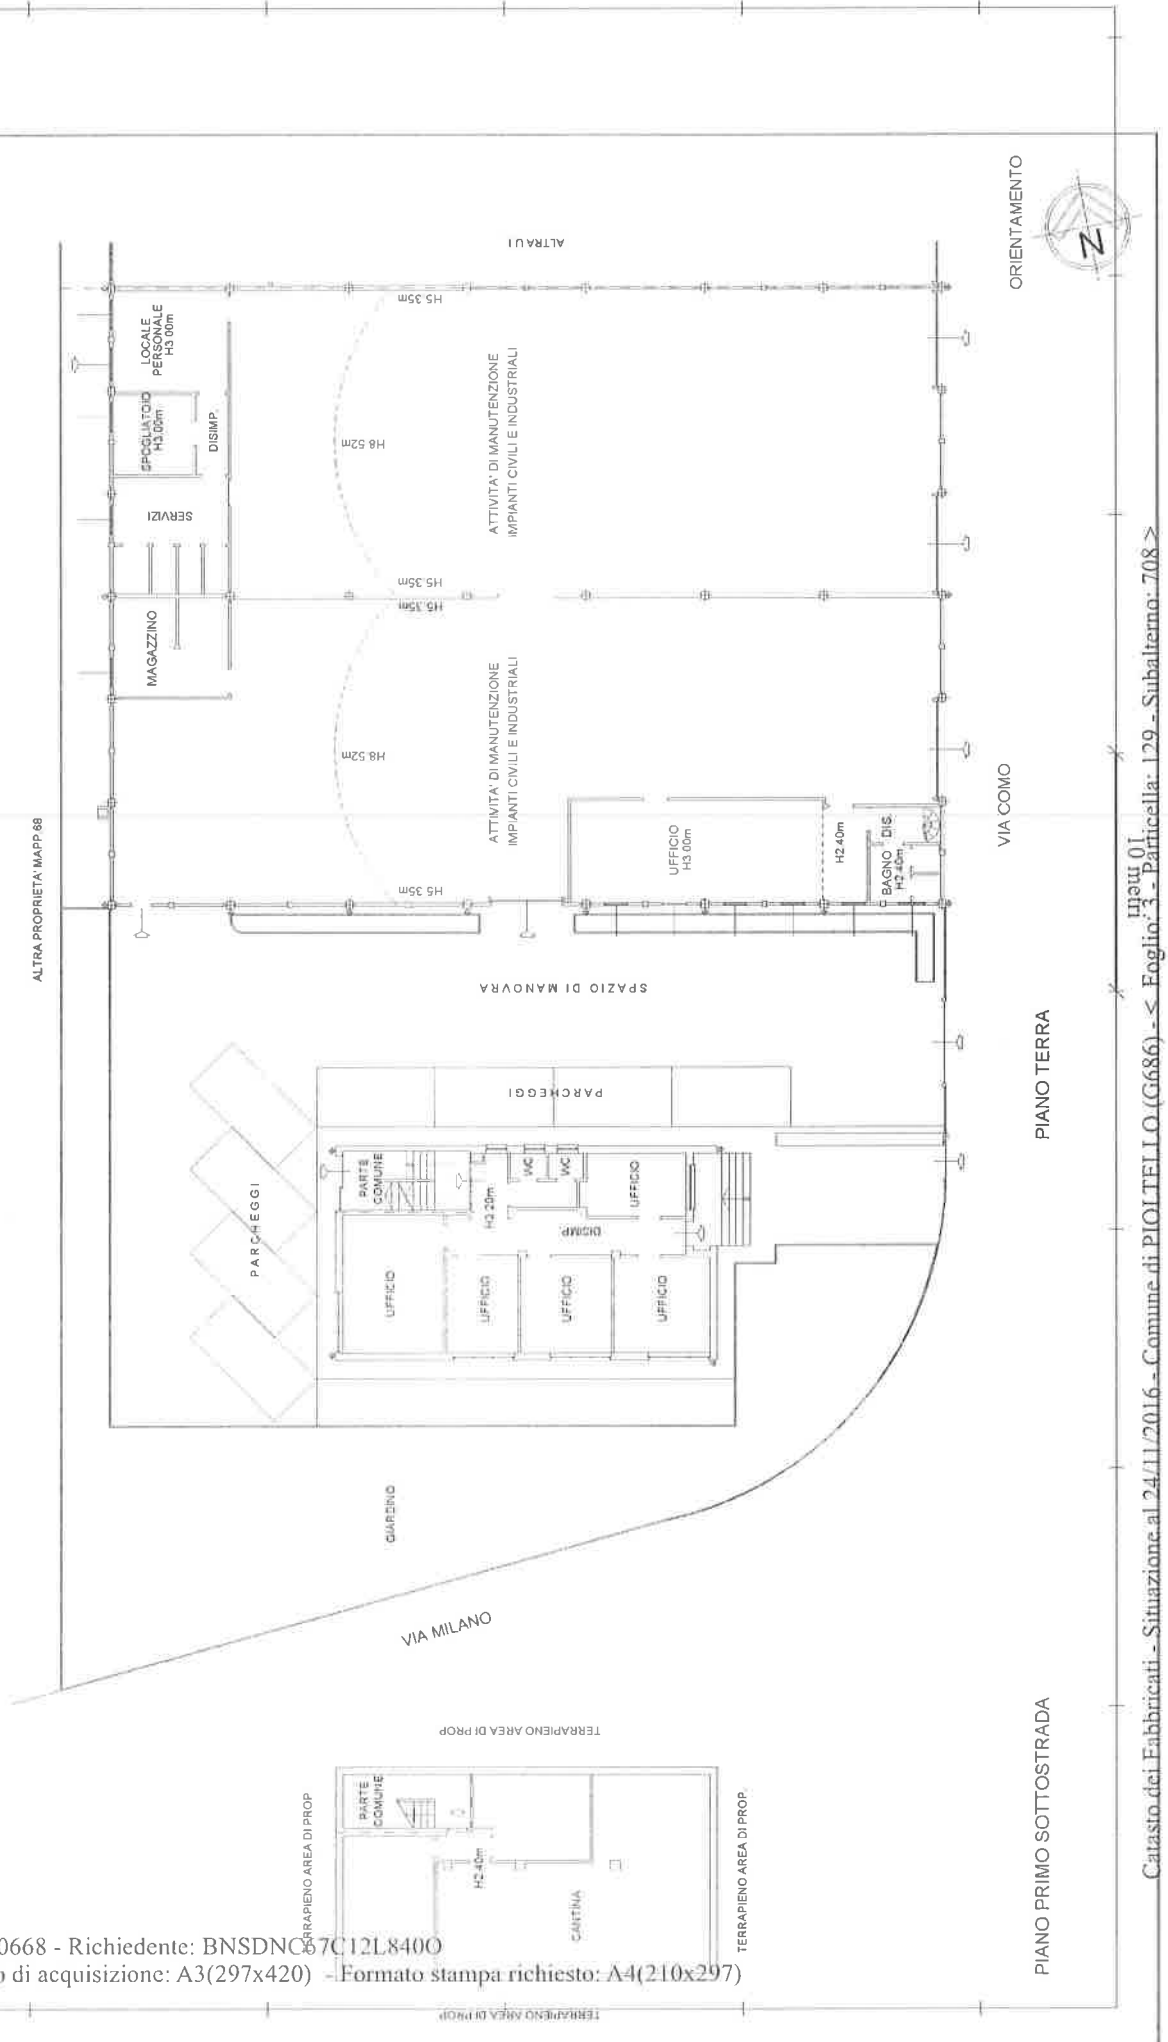 ORIENTAMENTO
N
ALTRA U I
LOCALE
PERSONALE
H3.00m
SPOGLIATOIO
H3.00m
DISIMP.
SERVIZI
MAGAZZINO
H5.35m
H8.52m
H5.35m
ATTIVITA' DI MANUTENZIONE
IMPIANTI CIVILI E INDUSTRIALI
H5.35m
H8.52m
H5.35m
ATTIVITA' DI MANUTENZIONE
IMPIANTI CIVILI E INDUSTRIALI
UFFICIO
H3.00m
H2.40m
DIS.
BAGNO
H2.40m
VIA COMO
ALTRA PROPRIETA' MAPP.68
SPAZIO DI MANOVRA
PARCHEGGI
PARCHEGGI
PARTE
COMUNE
WC
WC
H3.20m
UFFICIO
DISIMP.
UFFICIO
UFFICIO
UFFICIO
UFFICIO
PIANO TERRA
GIARDINO
VIA MILANO
TERRAPIENO AREA DI PROP
TERRAPIENO AREA DI PROP
PARTE
COMUNE
H2.40m
CANTINA
TERRAPIENO AREA DI PROP.
TERRAPIENO AREA DI PROP
PIANO PRIMO SOTTOSTRADA
10 metri
Catasto dei Fabbricati - Situazione al 24/11/2016 - Comune di PIOLTELLO (G686) - < Foglio: 3 - Particella: 129 - Subalterno: 708 >
0668 - Richiedente: BNSDNC67C12L840O
o di acquisizione: A3(297x420) - Formato stampa richiesto: A4(210x297)